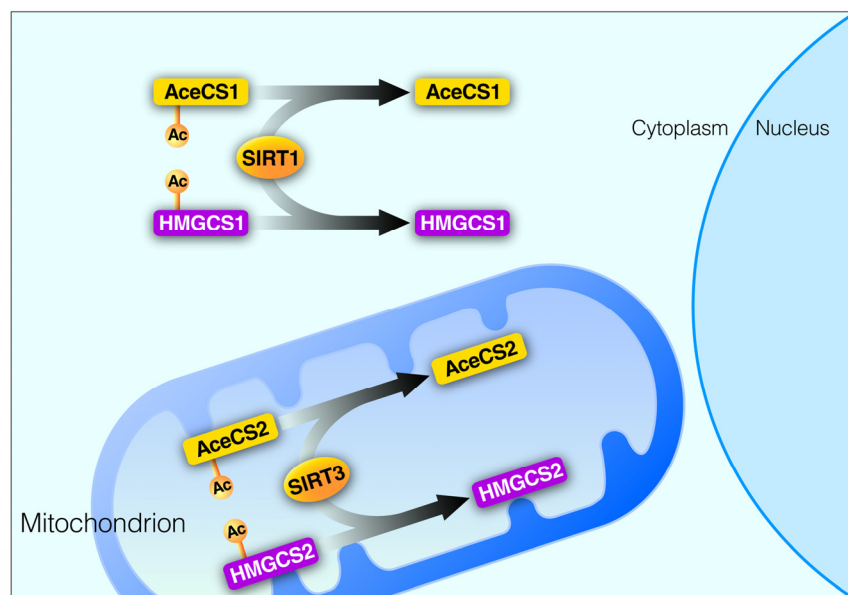 AceCS1
AceCS1
Ac
Cytoplasm
Nucleus
SIRT1
Ac
HMGCS1
HMGCS1
AceCS2
AceCS2
SIRT3
Ac
HMGCS2
Mitochondrion
Ac
HMGCS2